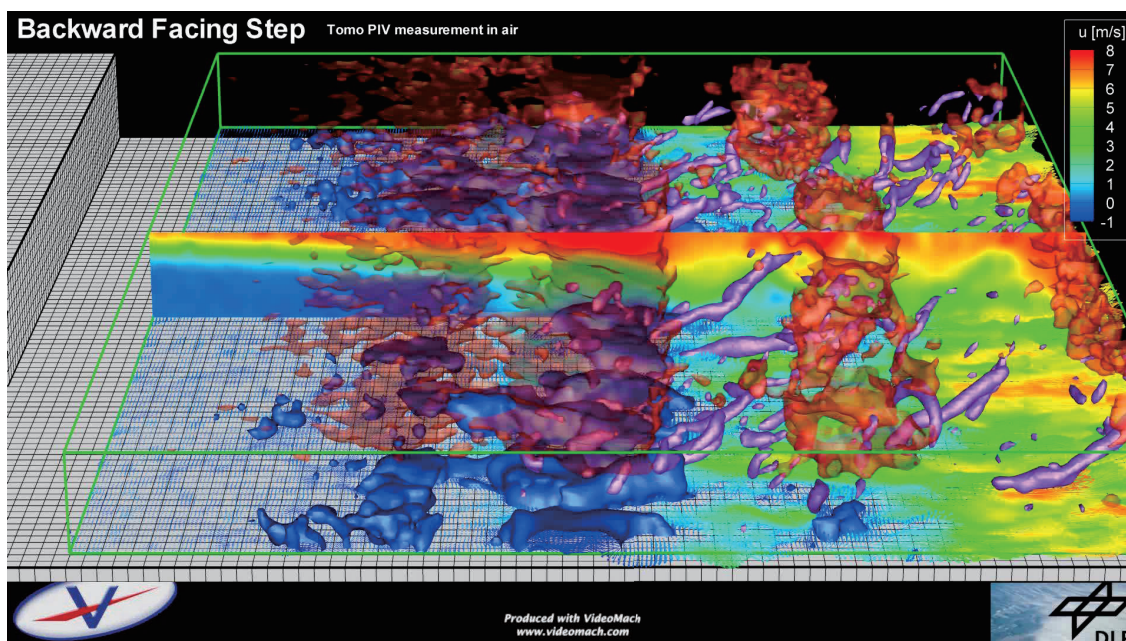 Backward Facing Step
Tomo PIV measurement in air
u [m/s]
8
7
6
5
4
3
2
1
0
-1
V
Produced with VideoMach
www.videomach.com
DLR